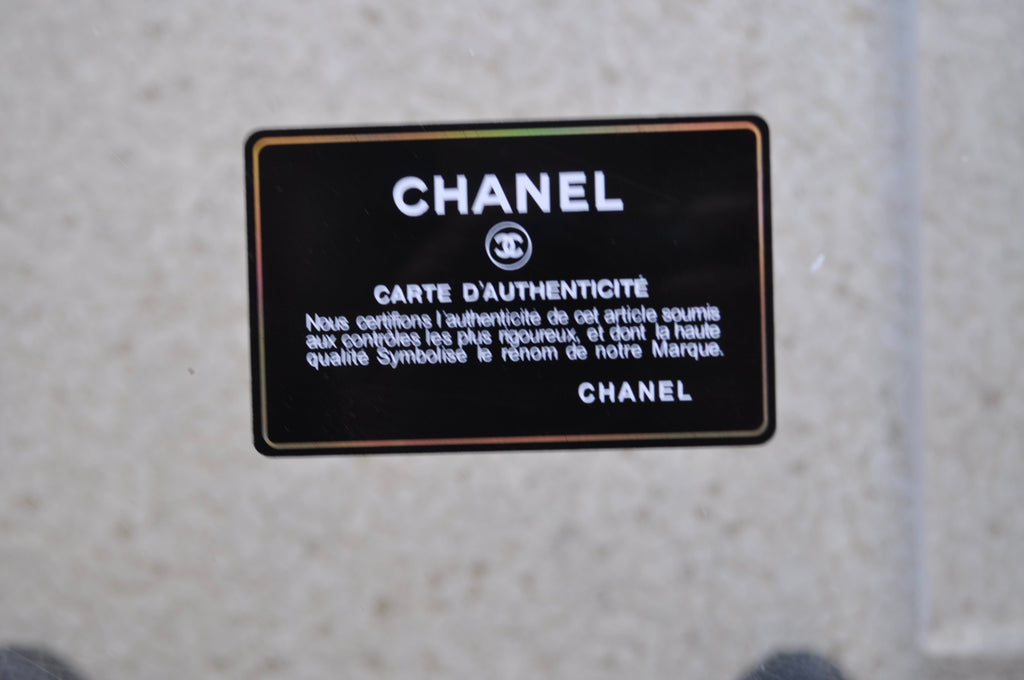 CHANEL
CARTE D'AUTHENTICITÉ
Nous certifions l'authenticité de cet article soumis
aux contrôles les plus rigoureux, et dont la haute
qualité Symbolise le renom de notre Marque.
CHANEL